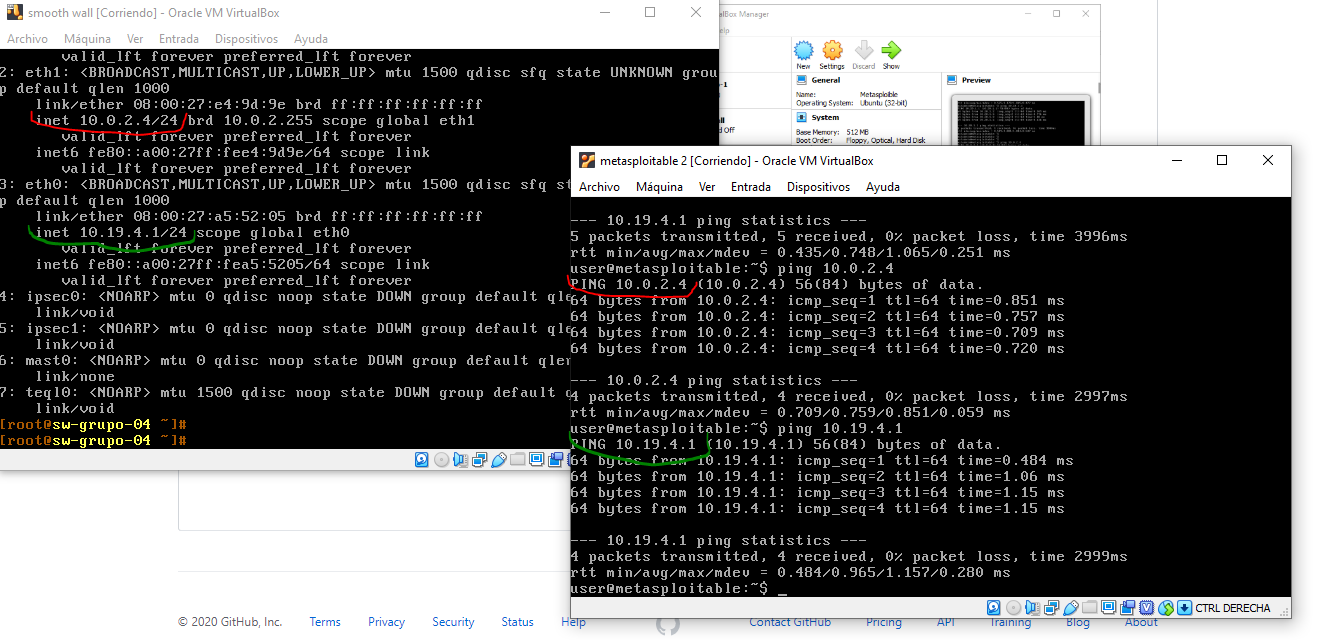 smooth wall [Corriendo] - Oracle VM VirtualBox
Archivo Máquina Ver Entrada Dispositivos Ayuda
valid_lft forever preferred_lft forever
2: eth1: <BROADCAST,MULTICAST,UP,LOWER_UP> mtu 1500 qdisc sfq state UNKNOWN grou
p default qlen 1000
link/ether 08:00:27:e4:9d:9e brd ff:ff:ff:ff:ff:ff
inet 10.0.2.4/24 brd 10.0.2.255 scope global eth1
valid_lft forever preferred_lft forever
inet6 fe80::a00:27ff:fee4:9d9e/64 scope link
valid_lft forever preferred_lft forever
3: eth0: <BROADCAST,MULTICAST,UP,LOWER_UP> mtu 1500 qdisc sfq st
p default qlen 1000
link/ether 08:00:27:a5:52:05 brd ff:ff:ff:ff:ff:ff
inet 10.19.4.1/24 scope global eth0
valid_lft forever preferred_lft forever
inet6 fe80::a00:27ff:fea5:5205/64 scope link
valid_lft forever preferred_lft forever
4: ipsec0: <NOARP> mtu 0 qdisc noop state DOWN group default qle
link/void
5: ipsec1: <NOARP> mtu 0 qdisc noop state DOWN group default qle
link/void
6: mast0: <NOARP> mtu 0 qdisc noop state DOWN group default qlen
link/none
7: teql0: <NOARP> mtu 1500 qdisc noop state DOWN group default q
link/void
[root@sw-grupo-04 ~]#
[root@sw-grupo-04 ~]#
ualBox Manager
elp
New Settings Discard Show
General
Name: Metasploible
Operating System: Ubuntu (32-bit)
System
Base Memory: 512 MB
Boot Order: Floppy, Optical, Hard Disk
Preview
d Off
metasploitable 2 [Corriendo] - Oracle VM VirtualBox
Archivo Máquina Ver Entrada Dispositivos Ayuda
--- 10.19.4.1 ping statistics ---
5 packets transmitted, 5 received, 0% packet loss, time 3996ms
rtt min/avg/max/mdev = 0.435/0.748/1.065/0.251 ms
user@metasploitable:~$ ping 10.0.2.4
PING 10.0.2.4 (10.0.2.4) 56(84) bytes of data.
64 bytes from 10.0.2.4: icmp_seq=1 ttl=64 time=0.851 ms
64 bytes from 10.0.2.4: icmp_seq=2 ttl=64 time=0.757 ms
64 bytes from 10.0.2.4: icmp_seq=3 ttl=64 time=0.709 ms
64 bytes from 10.0.2.4: icmp_seq=4 ttl=64 time=0.720 ms
--- 10.0.2.4 ping statistics ---
4 packets transmitted, 4 received, 0% packet loss, time 2997ms
rtt min/avg/max/mdev = 0.709/0.759/0.851/0.059 ms
user@metasploitable:~$ ping 10.19.4.1
PING 10.19.4.1 (10.19.4.1) 56(84) bytes of data.
64 bytes from 10.19.4.1: icmp_seq=1 ttl=64 time=0.484 ms
64 bytes from 10.19.4.1: icmp_seq=2 ttl=64 time=1.06 ms
64 bytes from 10.19.4.1: icmp_seq=3 ttl=64 time=1.15 ms
64 bytes from 10.19.4.1: icmp_seq=4 ttl=64 time=1.15 ms
--- 10.19.4.1 ping statistics ---
4 packets transmitted, 4 received, 0% packet loss, time 2999ms
rtt min/avg/max/mdev = 0.484/0.965/1.157/0.280 ms
user@metasploitable:~$ _
CTRL DERECHA
© 2020 GitHub, Inc. Terms Privacy Security Status Help Contact GitHub Pricing API Training Blog About